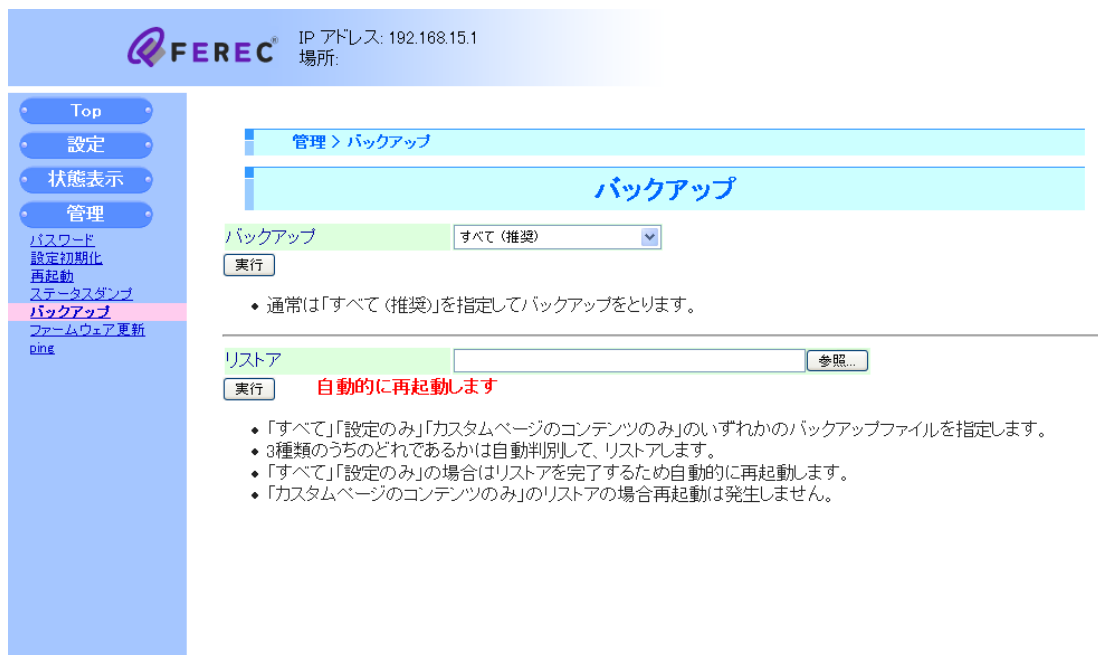 FEREC®
IP アドレス: 192.168.15.1
場所:
Top
設定
状態表示
管理
パスワード
設定初期化
再起動
ステータスダンプ
バックアップ
ファームウェア更新
ping
管理 > バックアップ
バックアップ
バックアップ すべて (推奨)
実行
• 通常は「すべて (推奨)」を指定してバックアップをとります。
リストア 参照...
実行 自動的に再起動します
• 「すべて」「設定のみ」「カスタムページのコンテンツのみ」のいずれかのバックアップファイルを指定します。
• 3種類のうちのどれであるかは自動判別して、リストアします。
• 「すべて」「設定のみ」の場合はリストアを完了するため自動的に再起動します。
• 「カスタムページのコンテンツのみ」のリストアの場合再起動は発生しません。